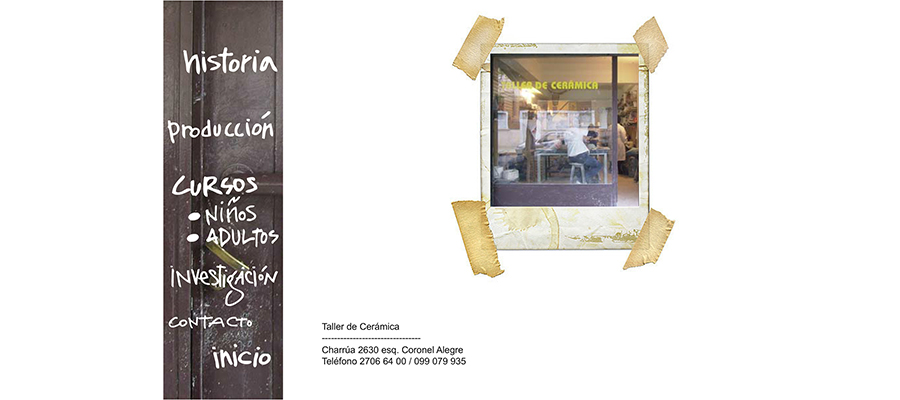 historia
producción
CURSOS
• NIÑOS
• ADULTOS
INVESTIGACIÓN
CONTACTO
inicio
TALLER DE CERÁMICA
Taller de Cerámica
--------------------------------
Charrúa 2630 esq. Coronel Alegre
Teléfono 2706 64 00 / 099 079 935